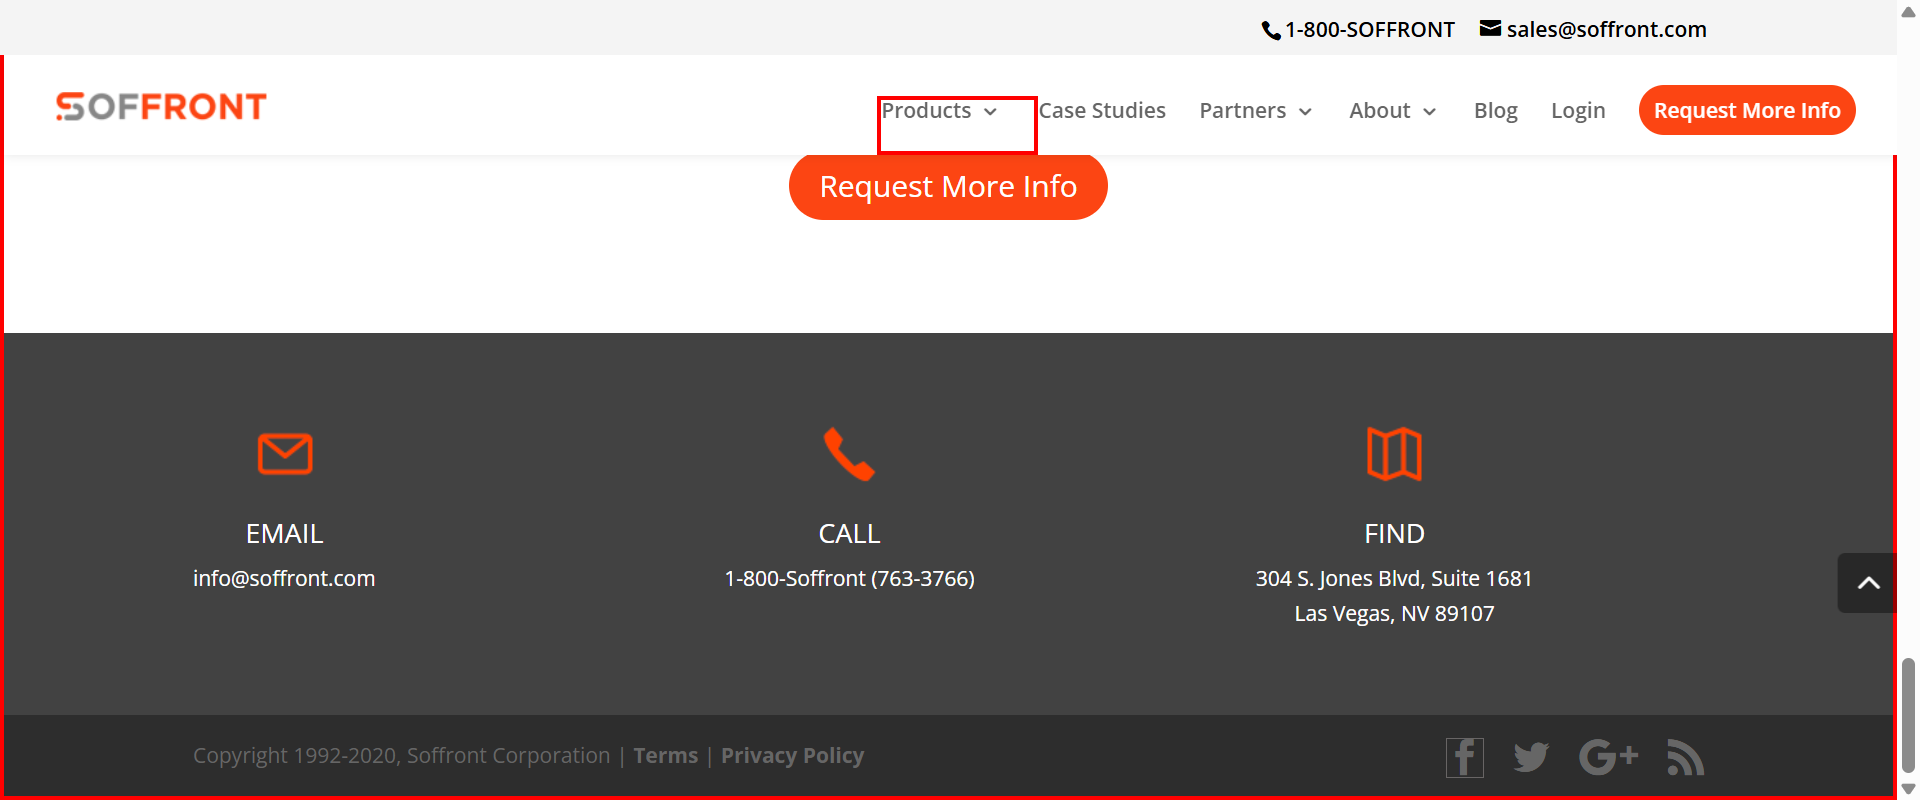 1-800-SOFFRONT sales@soffront.com
SOFFRONT Products Case Studies Partners About Blog Login Request More Info
Request More Info
EMAIL
info@soffront.com
CALL
1-800-Soffront (763-3766)
FIND
304 S. Jones Blvd, Suite 1681
Las Vegas, NV 89107
Copyright 1992-2020, Soffront Corporation | Terms | Privacy Policy